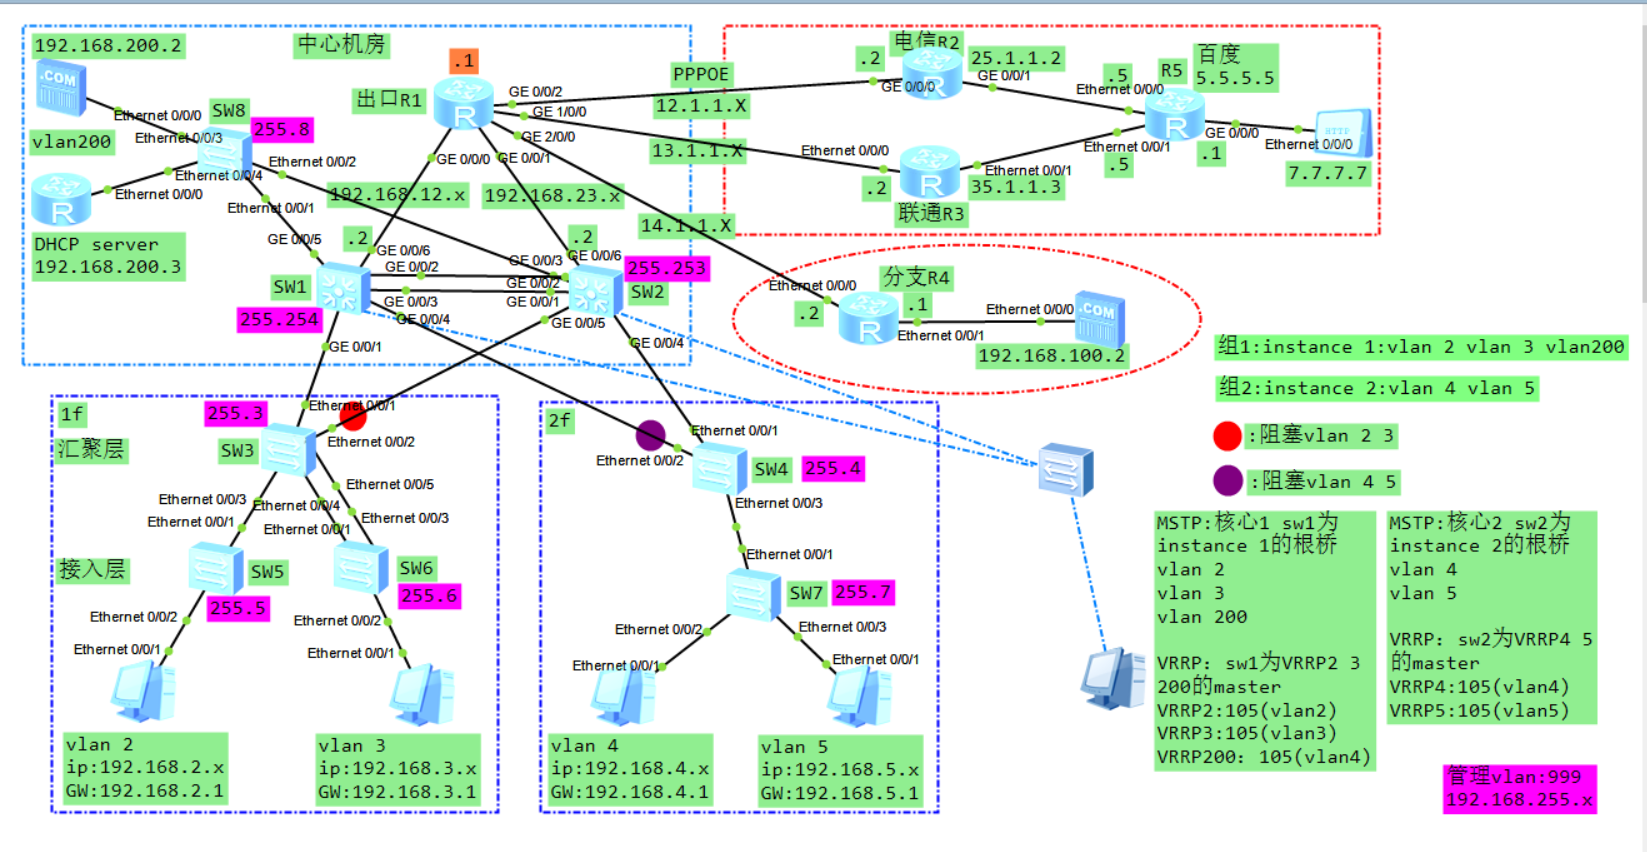 192.168.200.2
中心机房
.COM
Ethernet 0/0/0
SW8
255.8
Ethernet 0/0/3
vlan200
Ethernet 0/0/2
Ethernet 0/0/4
Ethernet 0/0/0
R
Ethernet 0/0/1
DHCP server
192.168.200.3
.1
出口R1
R
GE 0/0/2
GE 1/0/0
GE 2/0/0
GE 0/0/0
GE 0/0/1
192.168.12.x
192.168.23.x
PPPOE
12.1.1.X
13.1.1.X
14.1.1.X
GE 0/0/5
.2
GE 0/0/6
GE 0/0/2
GE 0/0/3
GE 0/0/4
SW1
255.254
GE 0/0/1
.2
GE 0/0/6
GE 0/0/3
GE 0/0/2
GE 0/0/1
255.253
SW2
GE 0/0/5
GE 0/0/4
电信R2
.2
R
25.1.1.2
GE 0/0/0
GE 0/0/1
.5
R5
百度
5.5.5.5
Ethernet 0/0/0
R
GE 0/0/0
HTTP
Ethernet 0/0/0
Ethernet 0/0/1
.1
.5
7.7.7.7
Ethernet 0/0/0
R
.2
Ethernet 0/0/1
35.1.1.3
联通R3
分支R4
Ethernet 0/0/0
.2
R
.1
Ethernet 0/0/1
Ethernet 0/0/0
.COM
192.168.100.2
组1:instance 1:vlan 2 vlan 3 vlan200
组2:instance 2:vlan 4 vlan 5
:阻塞vlan 2 3
:阻塞vlan 4 5
1f
汇聚层
255.3
Ethernet 0/0/1
Ethernet 0/0/2
SW3
Ethernet 0/0/5
Ethernet 0/0/3
Ethernet 0/0/4
Ethernet 0/0/3
Ethernet 0/0/1
Ethernet 0/0/1
接入层
SW5
255.5
SW6
255.6
Ethernet 0/0/2
Ethernet 0/0/1
Ethernet 0/0/2
Ethernet 0/0/1
vlan 2
ip:192.168.2.x
GW:192.168.2.1
vlan 3
ip:192.168.3.x
GW:192.168.3.1
2f
Ethernet 0/0/1
Ethernet 0/0/2
SW4
255.4
Ethernet 0/0/3
Ethernet 0/0/1
SW7
255.7
Ethernet 0/0/2
Ethernet 0/0/3
Ethernet 0/0/1
Ethernet 0/0/1
vlan 4
ip:192.168.4.x
GW:192.168.4.1
vlan 5
ip:192.168.5.x
GW:192.168.5.1
MSTP:核心1 sw1为
instance 1的根桥
vlan 2
vlan 3
vlan 200
VRRP: sw1为VRRP2 3
200的master
VRRP2:105(vlan2)
VRRP3:105(vlan3)
VRRP200: 105(vlan4)
MSTP:核心2 sw2为
instance 2的根桥
vlan 4
vlan 5
VRRP: sw2为VRRP4 5
的master
VRRP4:105(vlan4)
VRRP5:105(vlan5)
管理vlan:999
192.168.255.x